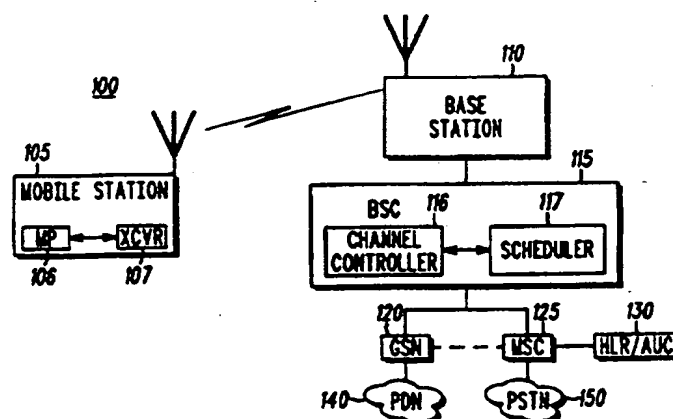 100
110
BASE
STATION
105
MOBILE STATION
MP
XCVR
106
107
115
BSC
116
117
CHANNEL
CONTROLLER
SCHEDULER
120
125
130
GSN
MSC
HLR/AUC
140
PDN
PSTN
150